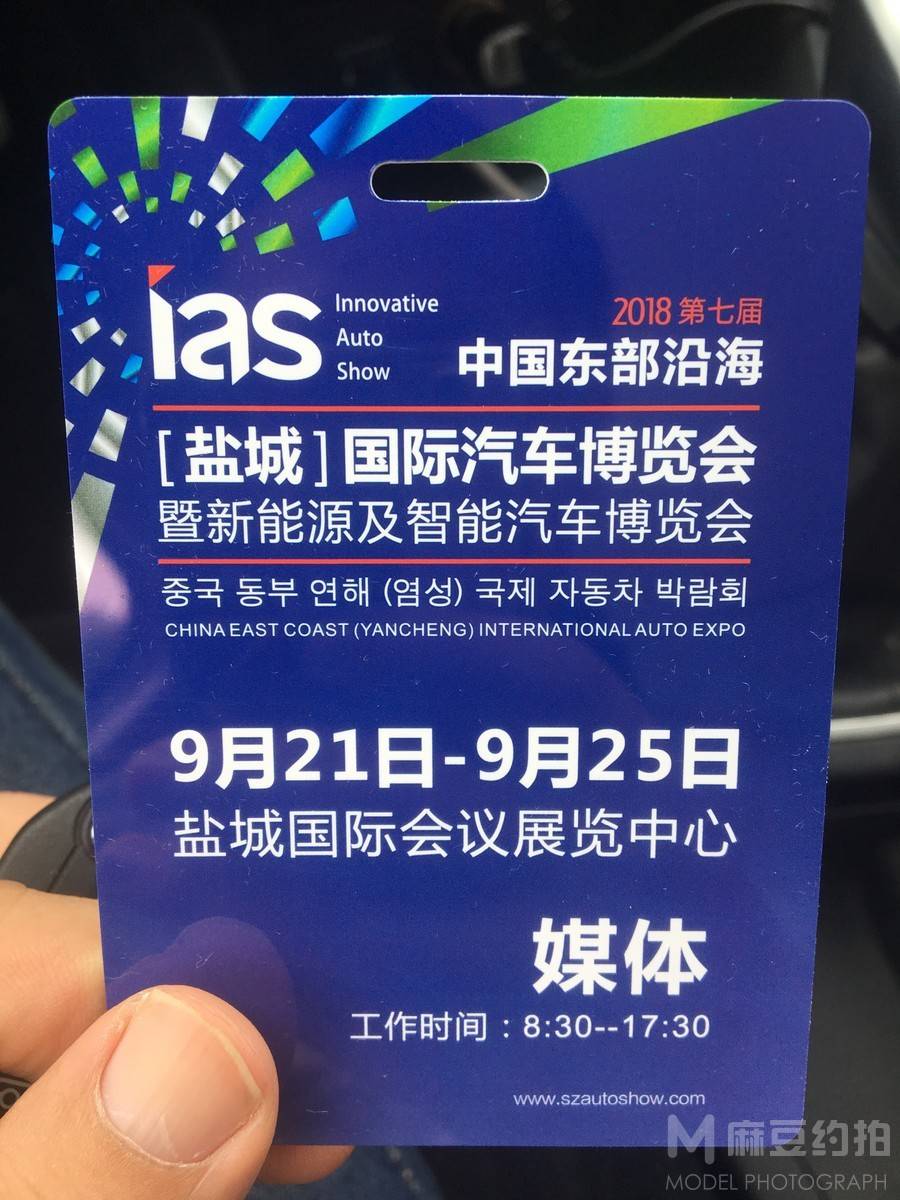 ias
Innovative
Auto
Show
2018 第七届
中国东部沿海
[盐城] 国际汽车博览会
暨新能源及智能汽车博览会
중국 동부 연해 (염성) 국제 자동차 박람회
CHINA EAST COAST (YANCHENG) INTERNATIONAL AUTO EXPO
9月21日-9月25日
盐城国际会议展览中心
媒体
工作时间：8:30--17:30
www.szautoshow.com
麻豆约拍
MODEL PHOTOGRAPH